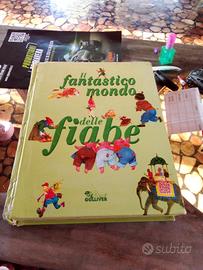 Il fantastico
mondo
delle
fiabe
GULLIVER
subito